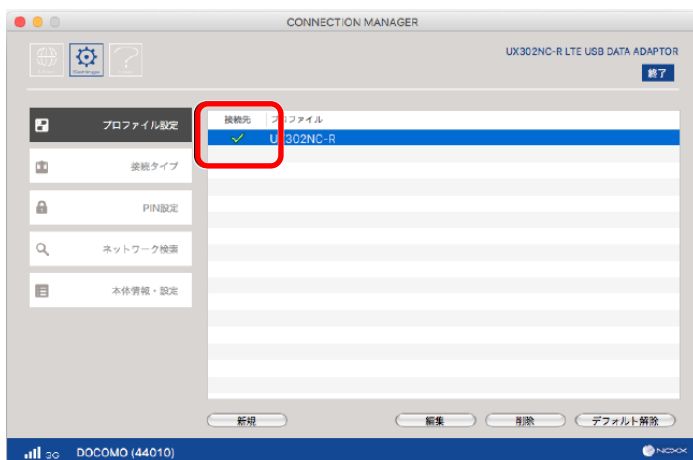 CONNECTION MANAGER
UX302NC-R LTE USB DATA ADAPTOR
Settings
終了
プロファイル設定
接続タイプ
PIN設定
ネットワーク検索
本体情報・設定
接続先
プロファイル
UX302NC-R
新規
編集
削除
デフォルト解除
3G DOCOMO (44010)